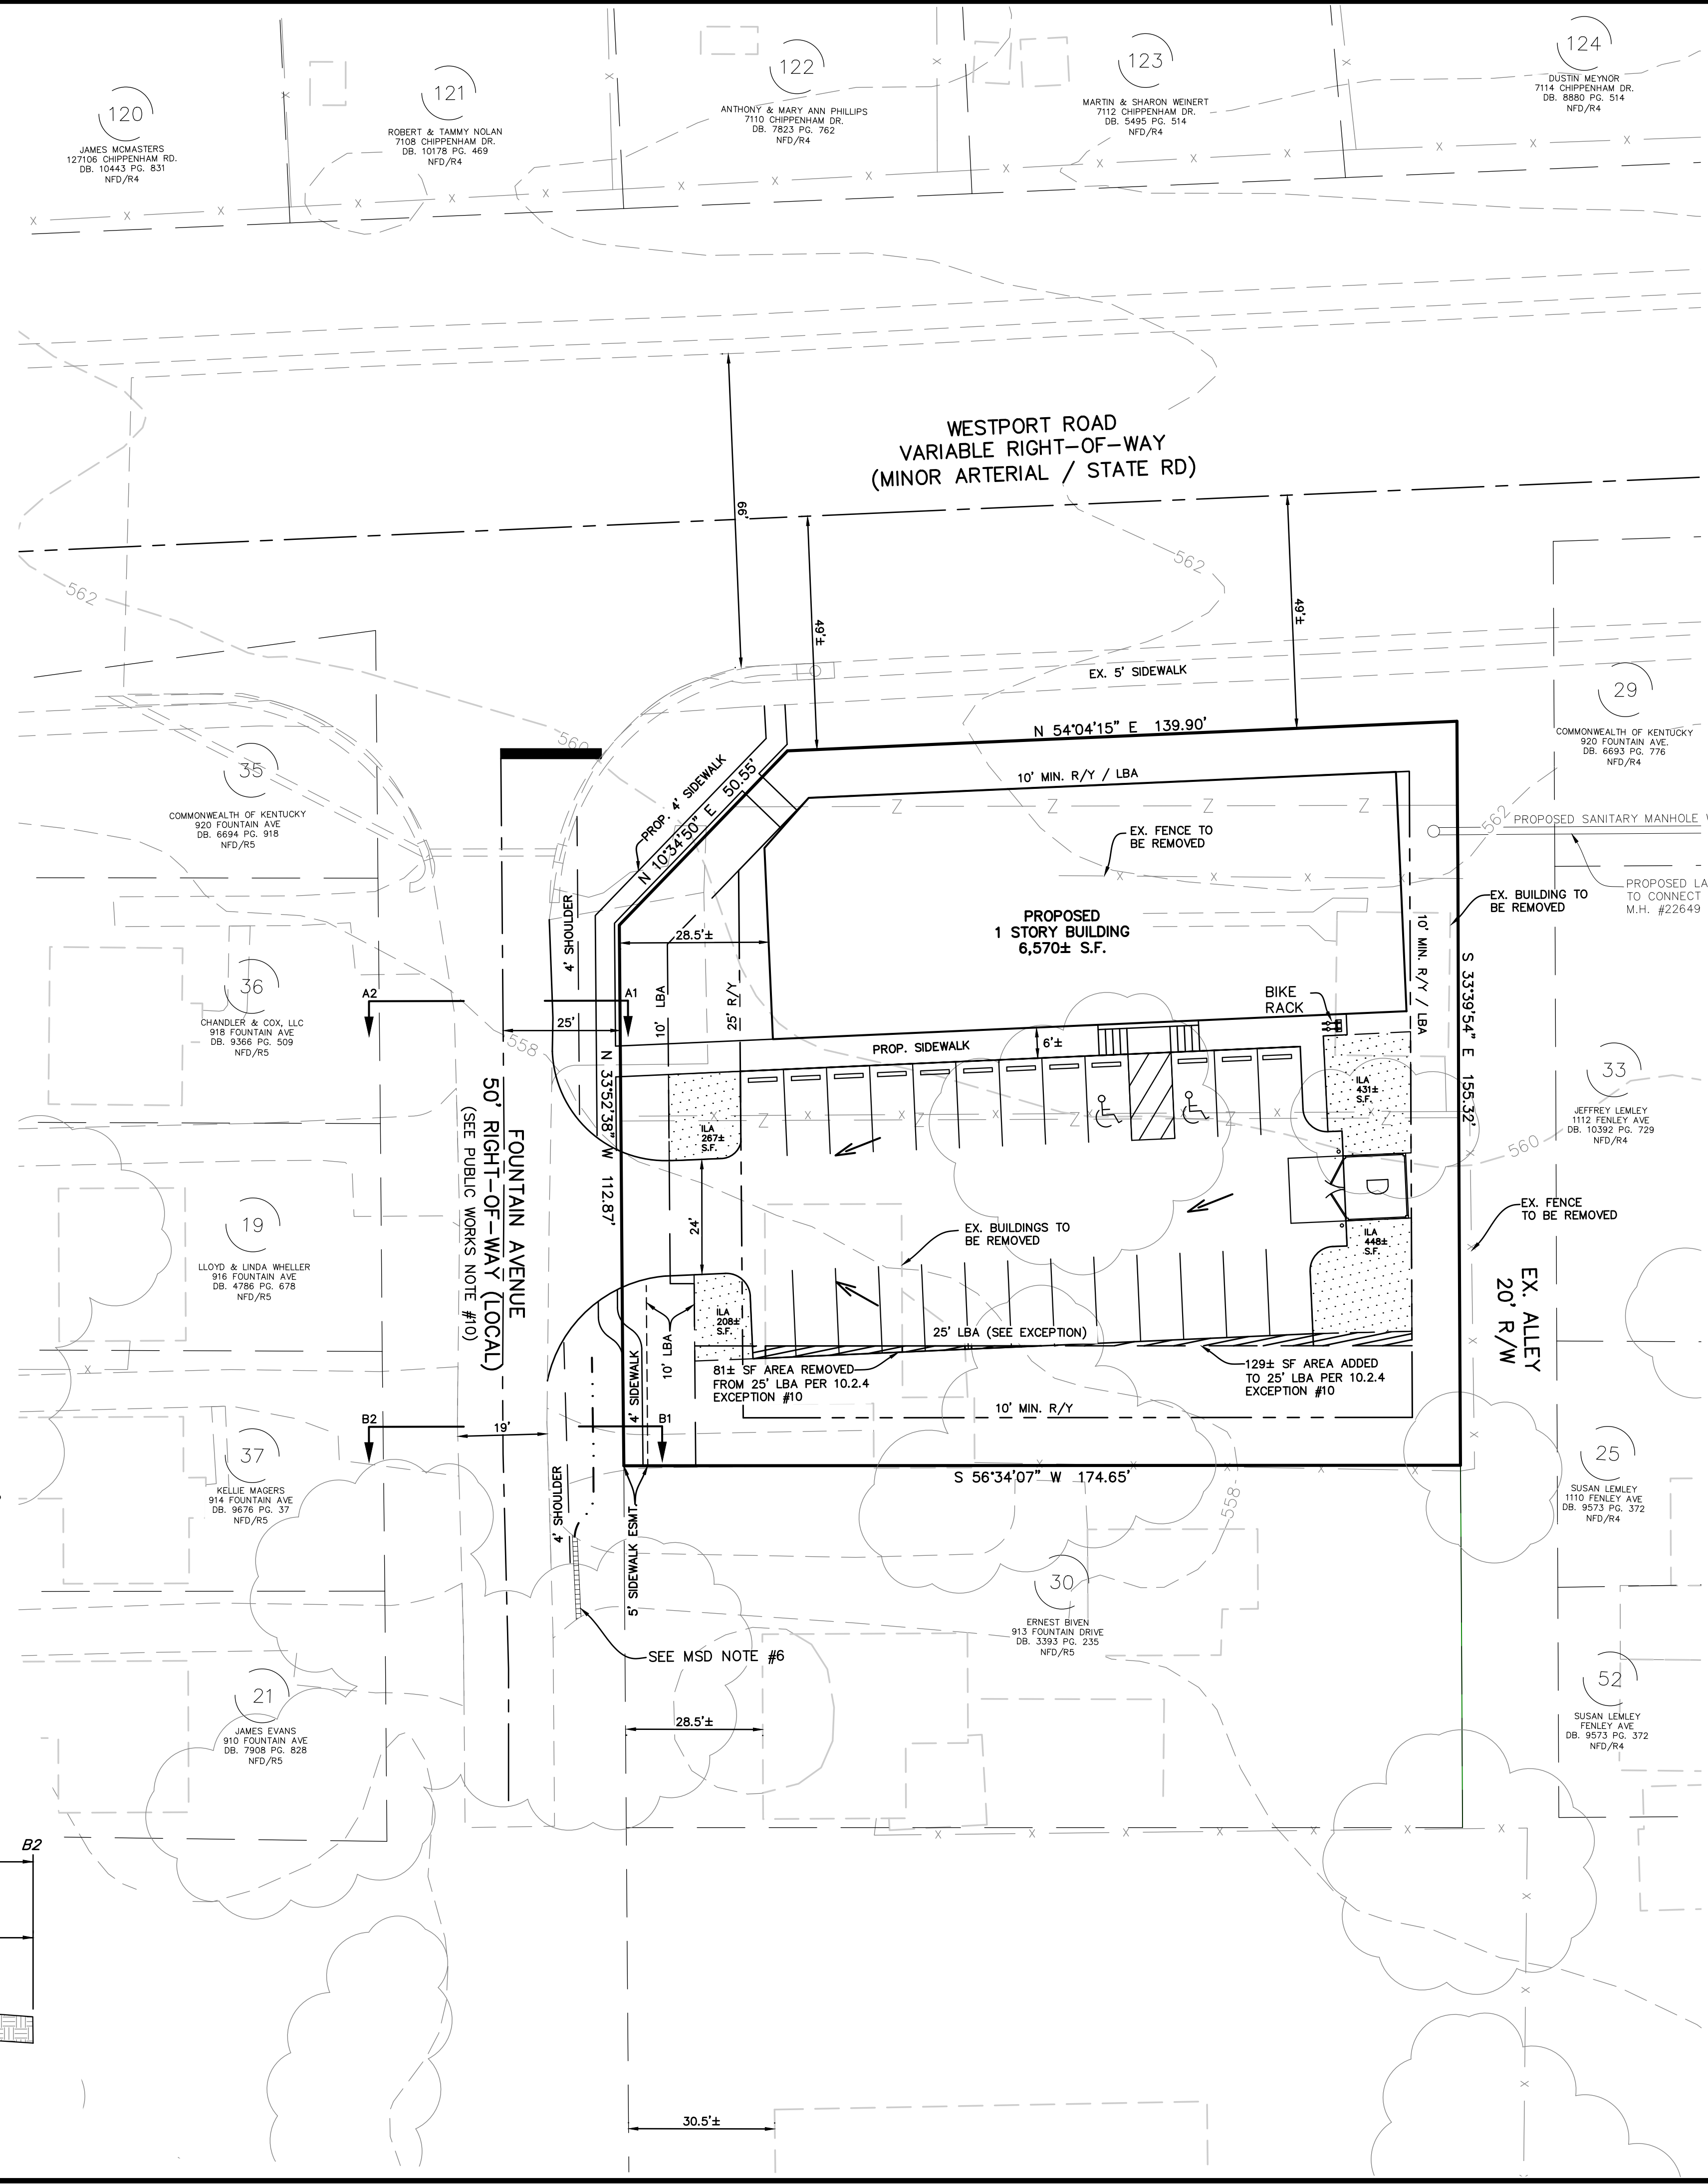 120
JAMES MCMASTERS
127106 CHIPPENHAM RD.
DB. 10443 PG. 831
NFD/R4
121
ROBERT & TAMMY NOLAN
7108 CHIPPENHAM DR.
DB. 10178 PG. 469
NFD/R4
122
ANTHONY & MARY ANN PHILLIPS
7110 CHIPPENHAM DR.
DB. 7823 PG. 762
NFD/R4
123
MARTIN & SHARON WEINERT
7112 CHIPPENHAM DR.
DB. 5495 PG. 514
NFD/R4
124
DUSTIN MEYNOR
7114 CHIPPENHAM DR.
DB. 8880 PG. 514
NFD/R4
WESTPORT ROAD
VARIABLE RIGHT-OF-WAY
(MINOR ARTERIAL / STATE RD)
66'
49'±
49'±
562
562
560
EX. 5' SIDEWALK
N 54°04'15" E 139.90'
29
COMMONWEALTH OF KENTUCKY
920 FOUNTAIN AVE.
DB. 6693 PG. 776
NFD/R4
35
COMMONWEALTH OF KENTUCKY
920 FOUNTAIN AVE
DB. 6694 PG. 918
NFD/R5
PROP. 4' SIDEWALK
N 10°34'50" E 50.55'
10' MIN. R/Y / LBA
Z Z Z Z
EX. FENCE TO
BE REMOVED
562
PROPOSED SANITARY MANHOLE
PROPOSED LA
TO CONNECT
M.H. #22649
EX. BUILDING TO
BE REMOVED
PROPOSED
1 STORY BUILDING
6,570± S.F.
10' MIN. R/Y / LBA
S 33°39'54" E 155.32'
4' SHOULDER
28.5'±
36
CHANDLER & COX, LLC
918 FOUNTAIN AVE
DB. 9366 PG. 509
NFD/R5
A2
A1
25'
10' LBA
25' R/Y
BIKE
RACK
558
PROP. SIDEWALK
6'±
N 33°52'38" W 112.87'
FOUNTAIN AVENUE
50' RIGHT-OF-WAY (LOCAL)
(SEE PUBLIC WORKS NOTE #10)
ILA
267±
S.F.
ILA
431±
S.F.
Z Z Z Z Z
33
JEFFREY LEMLEY
1112 FENLEY AVE
DB. 10392 PG. 729
NFD/R4
560
19
LLOYD & LINDA WHELLER
916 FOUNTAIN AVE
DB. 4786 PG. 678
NFD/R5
24'
EX. BUILDINGS TO
BE REMOVED
ILA
448±
S.F.
EX. FENCE
TO BE REMOVED
EX. ALLEY
20' R/W
ILA
208±
S.F.
25' LBA (SEE EXCEPTION)
10' LBA
4' SIDEWALK
81± SF AREA REMOVED
FROM 25' LBA PER 10.2.4
EXCEPTION #10
129± SF AREA ADDED
TO 25' LBA PER 10.2.4
EXCEPTION #10
10' MIN. R/Y
B2
19'
B1
37
KELLIE MAGERS
914 FOUNTAIN AVE
DB. 9676 PG. 37
NFD/R5
S 56°34'07" W 174.65'
4' SHOULDER
5' SIDEWALK ESMT.
558
25
SUSAN LEMLEY
1110 FENLEY AVE
DB. 9573 PG. 372
NFD/R4
30
ERNEST BIVEN
913 FOUNTAIN DRIVE
DB. 3393 PG. 235
NFD/R5
SEE MSD NOTE #6
21
JAMES EVANS
910 FOUNTAIN AVE
DB. 7908 PG. 828
NFD/R5
28.5'±
52
SUSAN LEMLEY
FENLEY AVE
DB. 9573 PG. 372
NFD/R4
B2
30.5'±